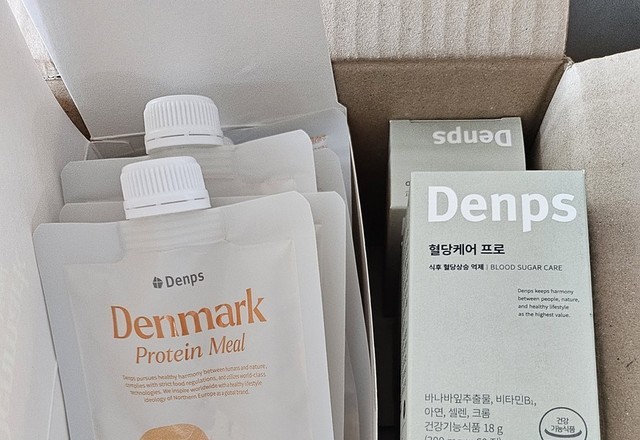 Denps
Denmark
Protein Meal
Denps pursues healthy harmony between humans and nature,
complies with strict food regulations, and
technologies. We inspire worldwide with a healthy lifestyle
ideology of Northern Europe as a global brand.
Denps
Denps
혈당케어 프로
식후 혈당상승 억제 | BLOOD SUGAR CARE
Denps keeps harmony
between people, nature,
and healthy lifestyle
as the highest value.
바나바잎추출물, 비타민B₁,
아연, 셀렌, 크롬
건강기능식품 18 g
건강
기능식품